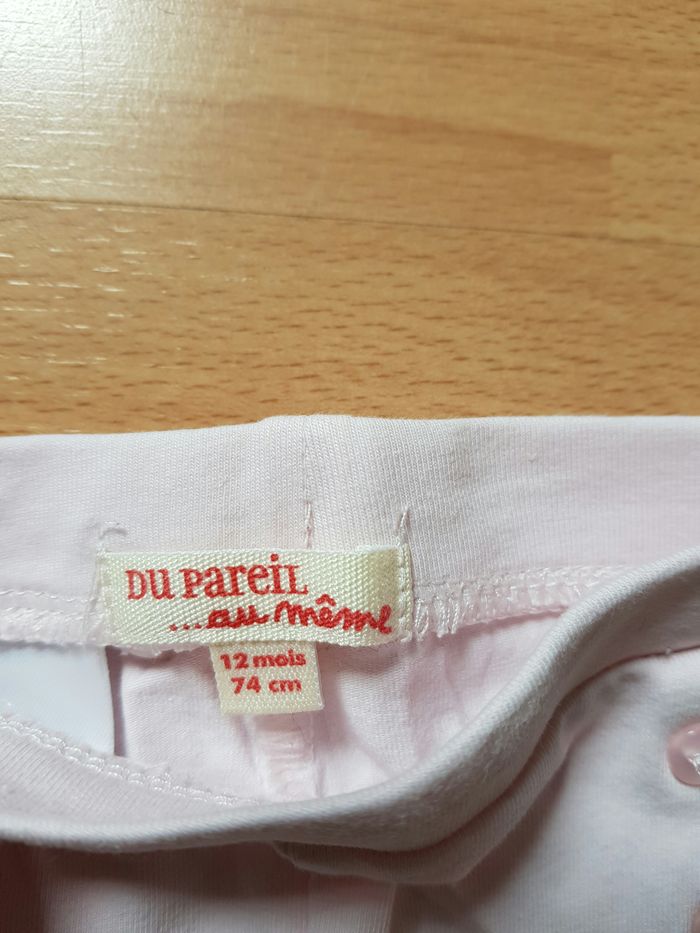 DU PAREIL
...au même
12 mois
74 cm